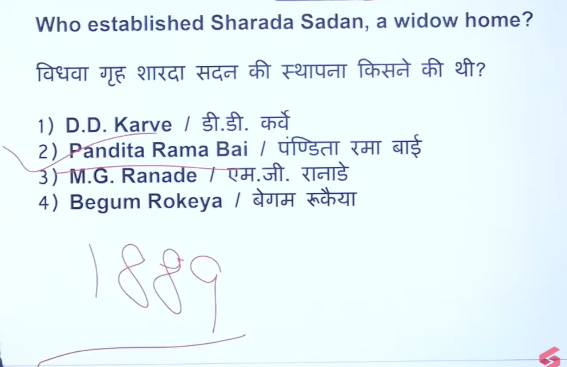 Who established Sharada Sadan, a widow home?
विधवा गृह शारदा सदन की स्थापना किसने की थी?
1) D.D. Karve / डी.डी. कर्वे
2) Pandita Rama Bai / पंण्डिता रमा बाई
3) M.G. Ranade / एम.जी. रानाडे
4) Begum Rokeya / बेगम रूकैया
1889